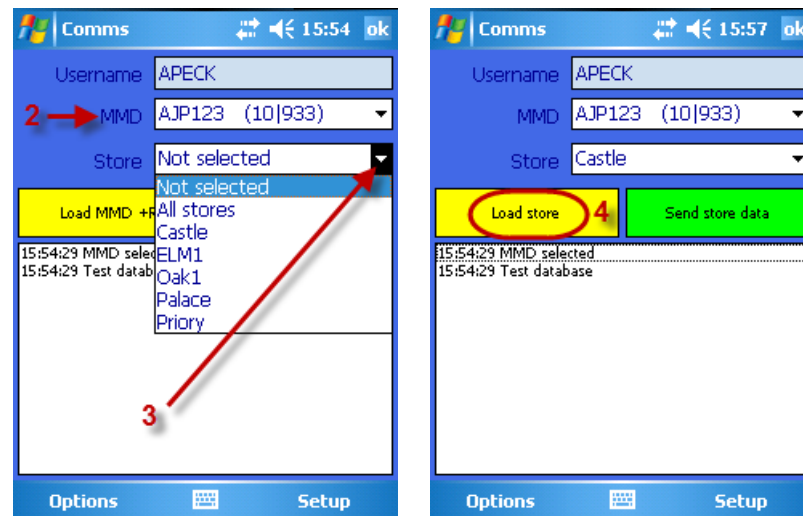 Comms 15:54 ok
Username APECK
2 MMD AJP123 (10|933)
Store Not selected
Not selected
All stores
Castle
ELM1
Oak1
Palace
Priory
Load MMD +R
15:54:29 MMD selec
15:54:29 Test datab
3
Options Setup
Comms 15:57 ok
Username APECK
MMD AJP123 (10|933)
Store Castle
Load store 4 Send store data
15:54:29 MMD selected
15:54:29 Test database
Options Setup